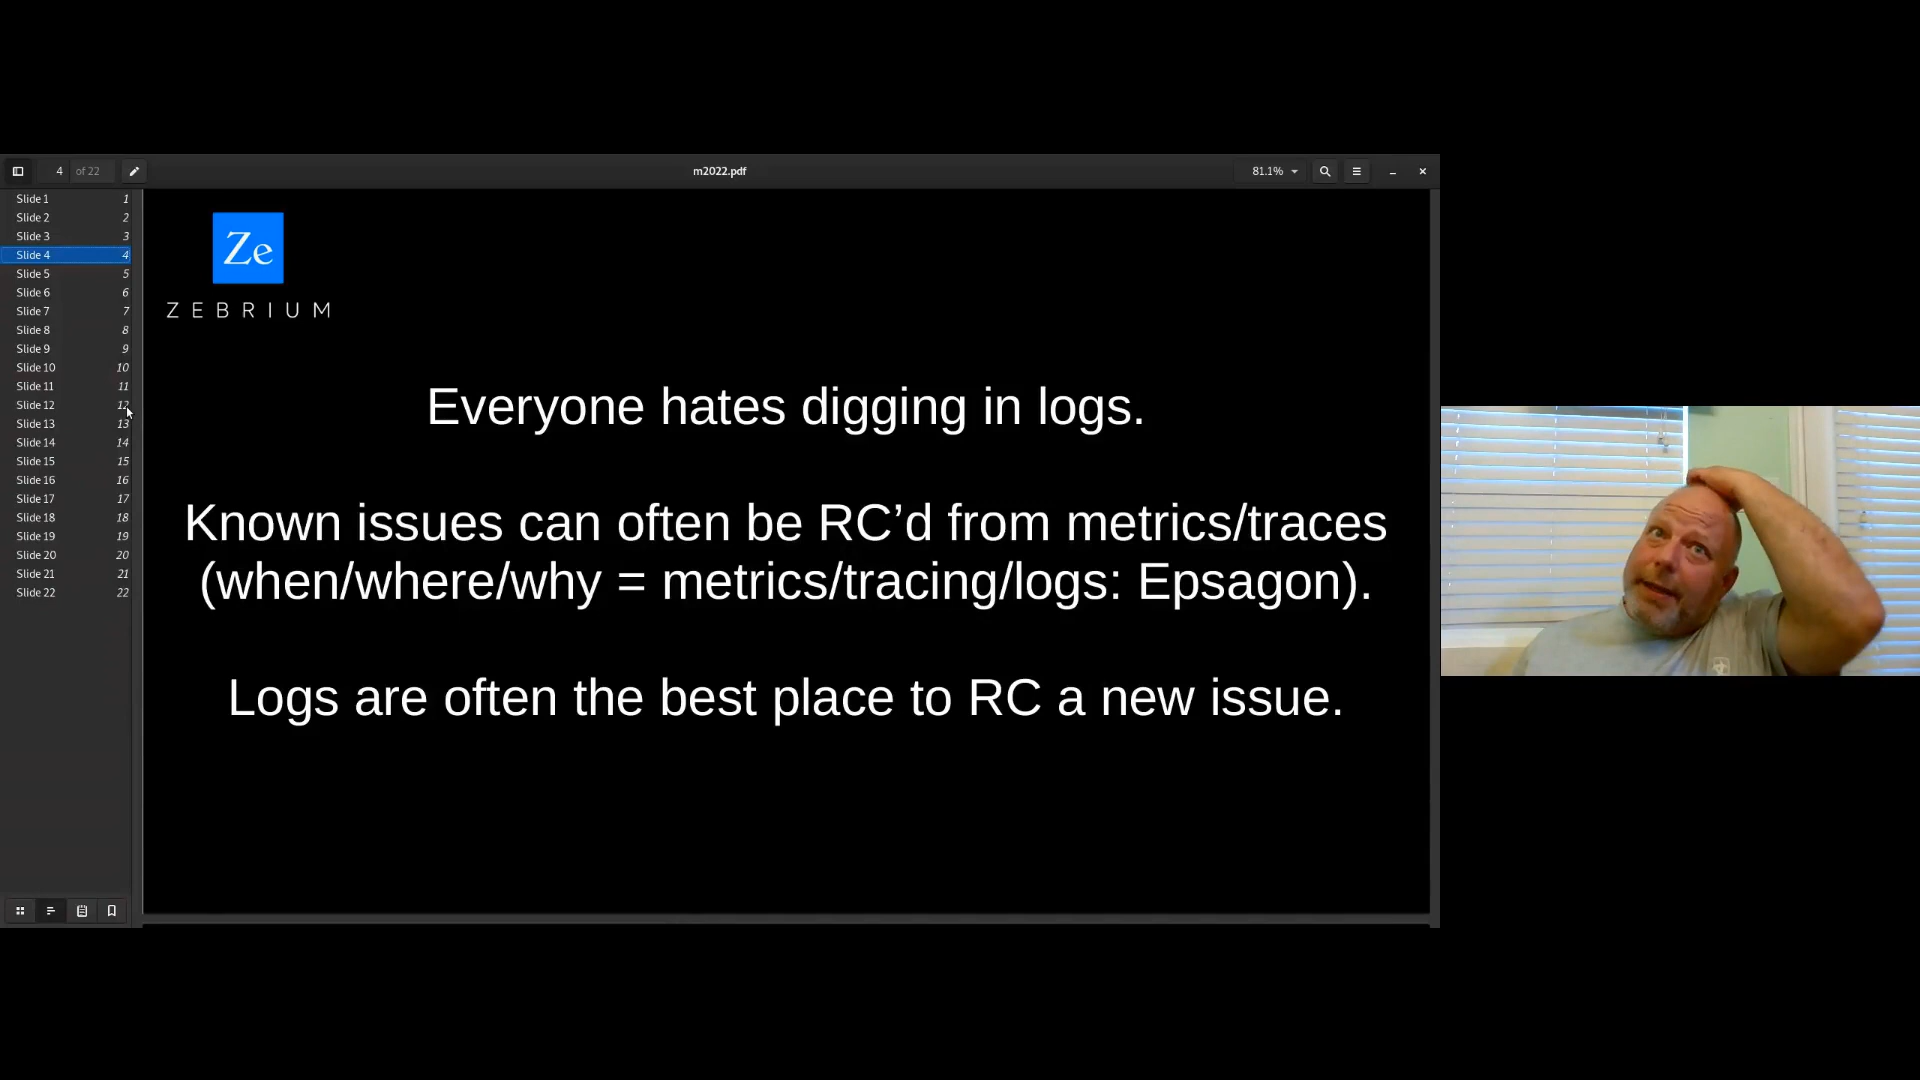 4 of 22
m2022.pdf
81.1%
Slide 1 1
Slide 2 2
Slide 3 3
Slide 4 4
Slide 5 5
Slide 6 6
Slide 7 7
Slide 8 8
Slide 9 9
Slide 10 10
Slide 11 11
Slide 12 12
Slide 13 13
Slide 14 14
Slide 15 15
Slide 16 16
Slide 17 17
Slide 18 18
Slide 19 19
Slide 20 20
Slide 21 21
Slide 22 22
Ze
ZEBRIUM
Everyone hates digging in logs.
Known issues can often be RC’d from metrics/traces
(when/where/why = metrics/tracing/logs: Epsagon).
Logs are often the best place to RC a new issue.